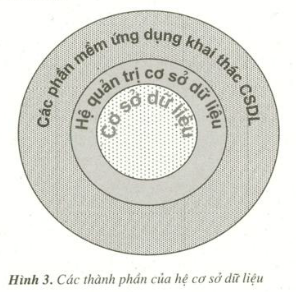 Các phần mềm ứng dụng khai thác CSDL
Hệ quản trị cơ sở dữ liệu
Cơ sở dữ liệu
Hình 3. Các thành phần của hệ cơ sở dữ liệu